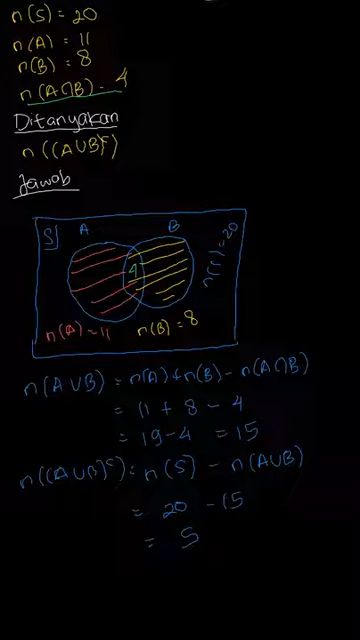 n(S) = 20
n(A) = 11
n(B) = 8
n(A∩B) = 4
Ditanyakan
n((A∪B)ᶜ)
Jawab
S
A
B
4
n(S) = 20
n(A) = 11
n(B) = 8
n(A∪B) = n(A) + n(B) - n(A∩B)
= 11 + 8 - 4
= 19 - 4 = 15
n((A∪B)ᶜ) = n(S) - n(A∪B)
= 20 - 15
= 5